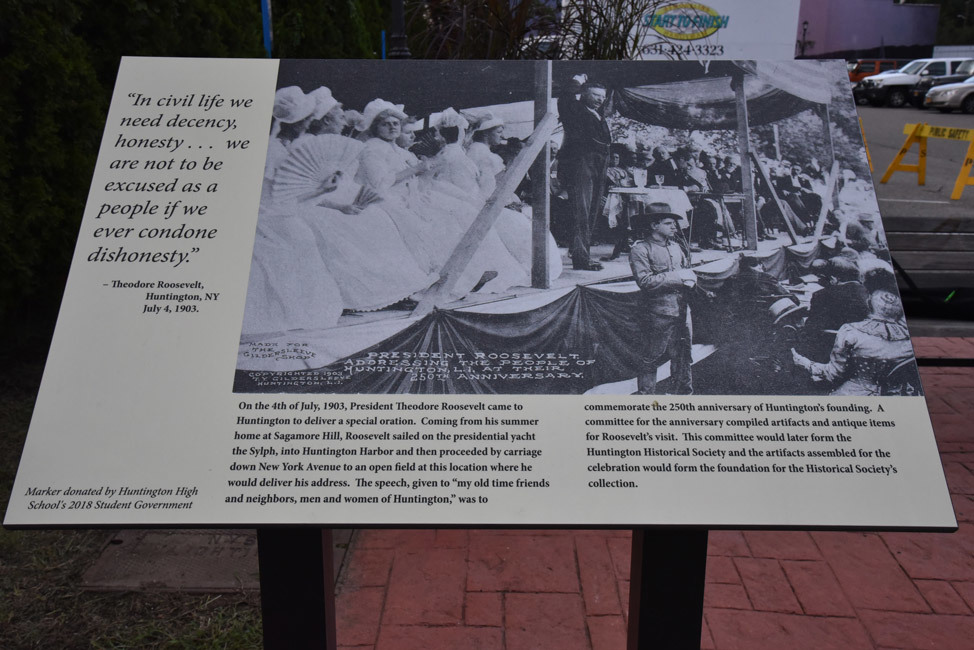 START TO FINISH
631-424-3323
PUBLIC SAFETY
“In civil life we
need decency,
honesty . . . we
are not to be
excused as a
people if we
ever condone
dishonesty.”
– Theodore Roosevelt,
Huntington, NY
July 4, 1903.
MADE FOR
THE
GILDERSLEEVE
SHOP
COPYRIGHTED 1903
BY GILDERSLEEVE
HUNTINGTON, L.I.
PRESIDENT ROOSEVELT
ADDRESSING THE PEOPLE OF
HUNTINGTON, L.I. AT THEIR
250TH ANNIVERSARY.
On the 4th of July, 1903, President Theodore Roosevelt came to
Huntington to deliver a special oration.  Coming from his summer
home at Sagamore Hill, Roosevelt sailed on the presidential yacht
the Sylph, into Huntington Harbor and then proceeded by carriage
down New York Avenue to an open field at this location where he
would deliver his address.  The speech, given to “my old time friends
and neighbors, men and women of Huntington,” was to
commemorate the 250th anniversary of Huntington’s founding.  A
committee for the anniversary compiled artifacts and antique items
for Roosevelt’s visit.  This committee would later form the
Huntington Historical Society and the artifacts assembled for the
celebration would form the foundation for the Historical Society’s
collection.
Marker donated by Huntington High
School’s 2018 Student Government